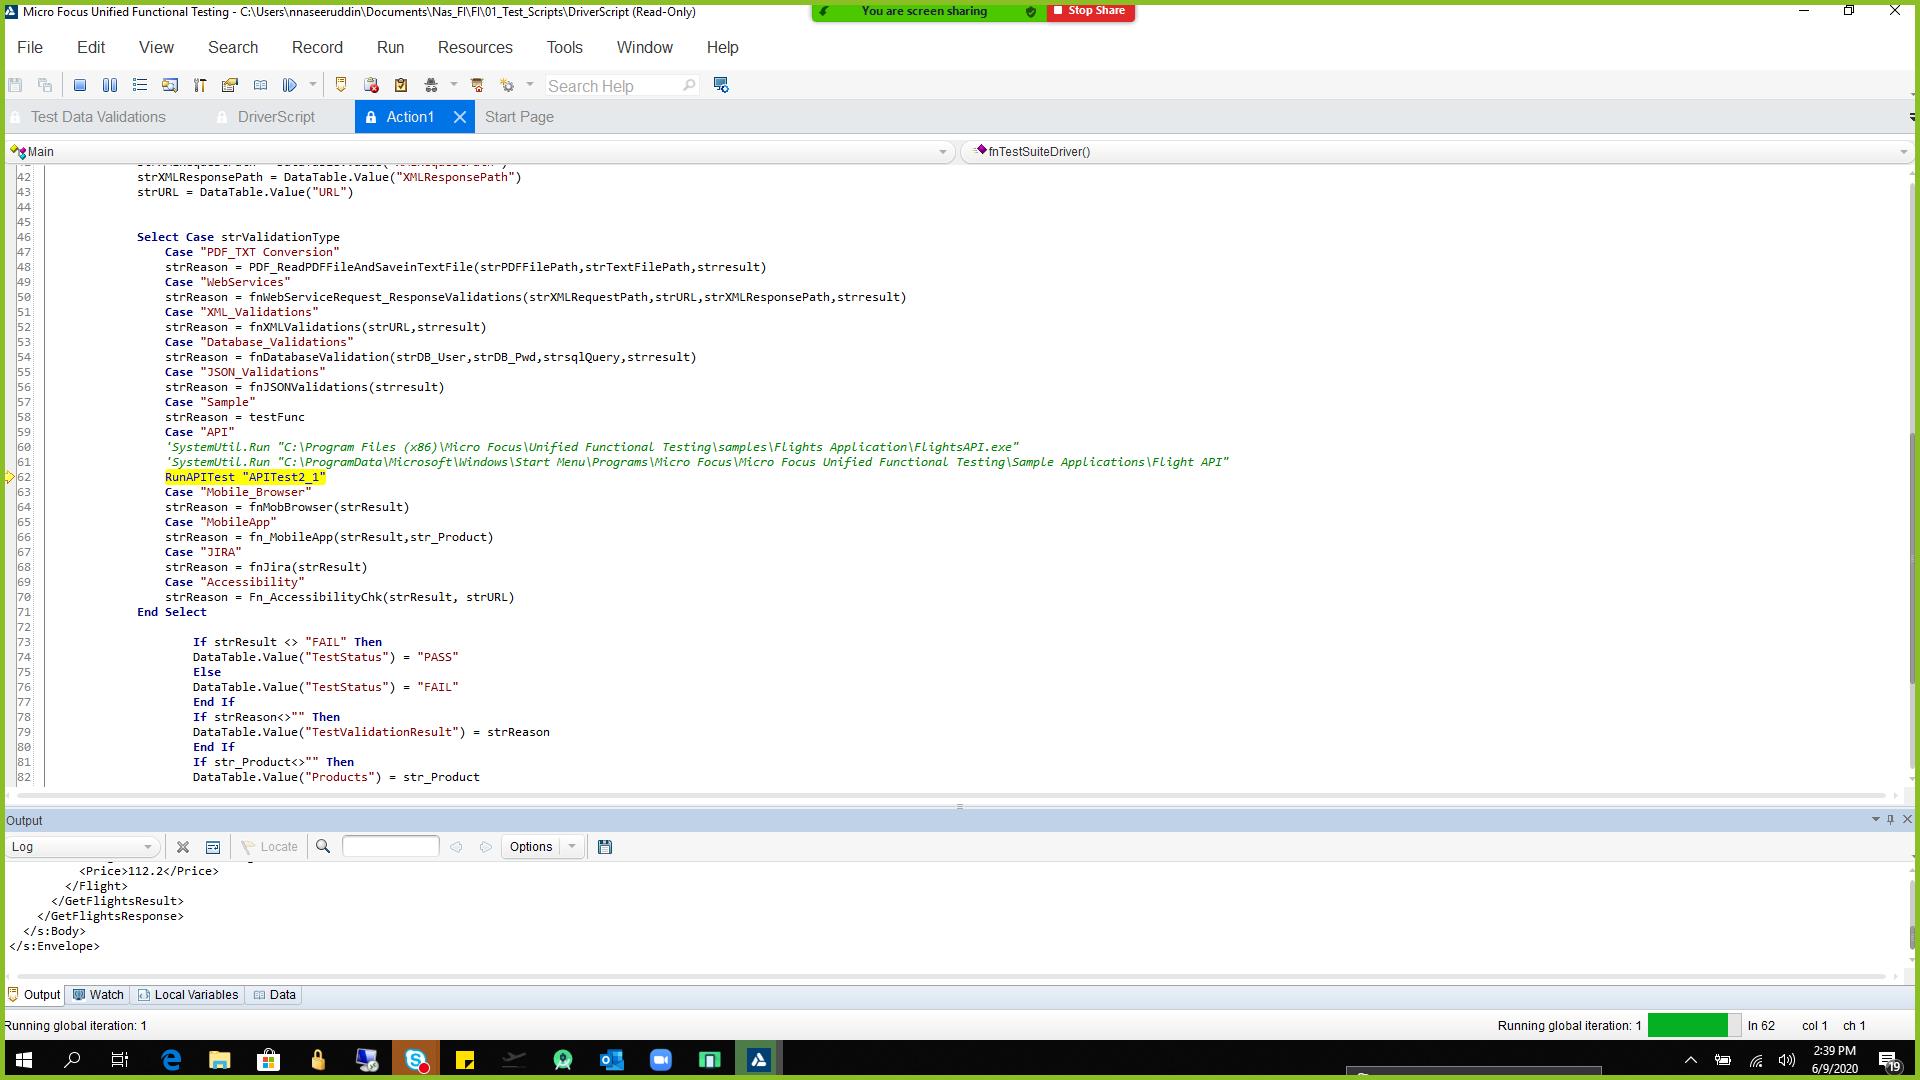 Micro Focus Unified Functional Testing - C:\Users\nnaseeruddin\Documents\Nas_FI\FI\01_Test_Scripts\DriverScript (Read-Only)
You are screen sharing
Stop Share
File Edit View Search Record Run Resources Tools Window Help
Search Help
Test Data Validations DriverScript Action1 Start Page
Main
fnTestSuiteDriver()
42 strXMLResponsePath = DataTable.Value("XMLResponsePath")
43 strURL = DataTable.Value("URL")
44
45
46 Select Case strValidationType
47 Case "PDF_TXT Conversion"
48 strReason = PDF_ReadPDFFileAndSaveinTextFile(strPDFFilePath,strTextFilePath,strresult)
49 Case "WebServices"
50 strReason = fnWebServiceRequest_ResponseValidations(strXMLRequestPath,strURL,strXMLResponsePath,strresult)
51 Case "XML_Validations"
52 strReason = fnXMLValidations(strURL,strresult)
53 Case "Database_Validations"
54 strReason = fnDatabaseValidation(strDB_User,strDB_Pwd,strsqlQuery,strresult)
55 Case "JSON_Validations"
56 strReason = fnJSONValidations(strresult)
57 Case "Sample"
58 strReason = testFunc
59 Case "API"
60 'SystemUtil.Run "C:\Program Files (x86)\Micro Focus\Unified Functional Testing\samples\Flights Application\FlightsAPI.exe"
61 'SystemUtil.Run "C:\ProgramData\Microsoft\Windows\Start Menu\Programs\Micro Focus\Micro Focus Unified Functional Testing\Sample Applications\Flight API"
62 RunAPITest "APITest2_1"
63 Case "Mobile_Browser"
64 strReason = fnMobBrowser(strResult)
65 Case "MobileApp"
66 strReason = fn_MobileApp(strResult,str_Product)
67 Case "JIRA"
68 strReason = fnJira(strResult)
69 Case "Accessibility"
70 strReason = Fn_AccessibilityChk(strResult, strURL)
71 End Select
72
73 If strResult <> "FAIL" Then
74 DataTable.Value("TestStatus") = "PASS"
75 Else
76 DataTable.Value("TestStatus") = "FAIL"
77 End If
78 If strReason<>"" Then
79 DataTable.Value("TestValidationResult") = strReason
80 End If
81 If str_Product<>"" Then
82 DataTable.Value("Products") = str_Product
Output
Log Locate Options
<Price>112.2</Price>
</Flight>
</GetFlightsResult>
</GetFlightsResponse>
</s:Body>
</s:Envelope>
Output Watch Local Variables Data
Running global iteration: 1 Running global iteration: 1 ln 62 col 1 ch 1
2:39 PM
6/9/2020
19